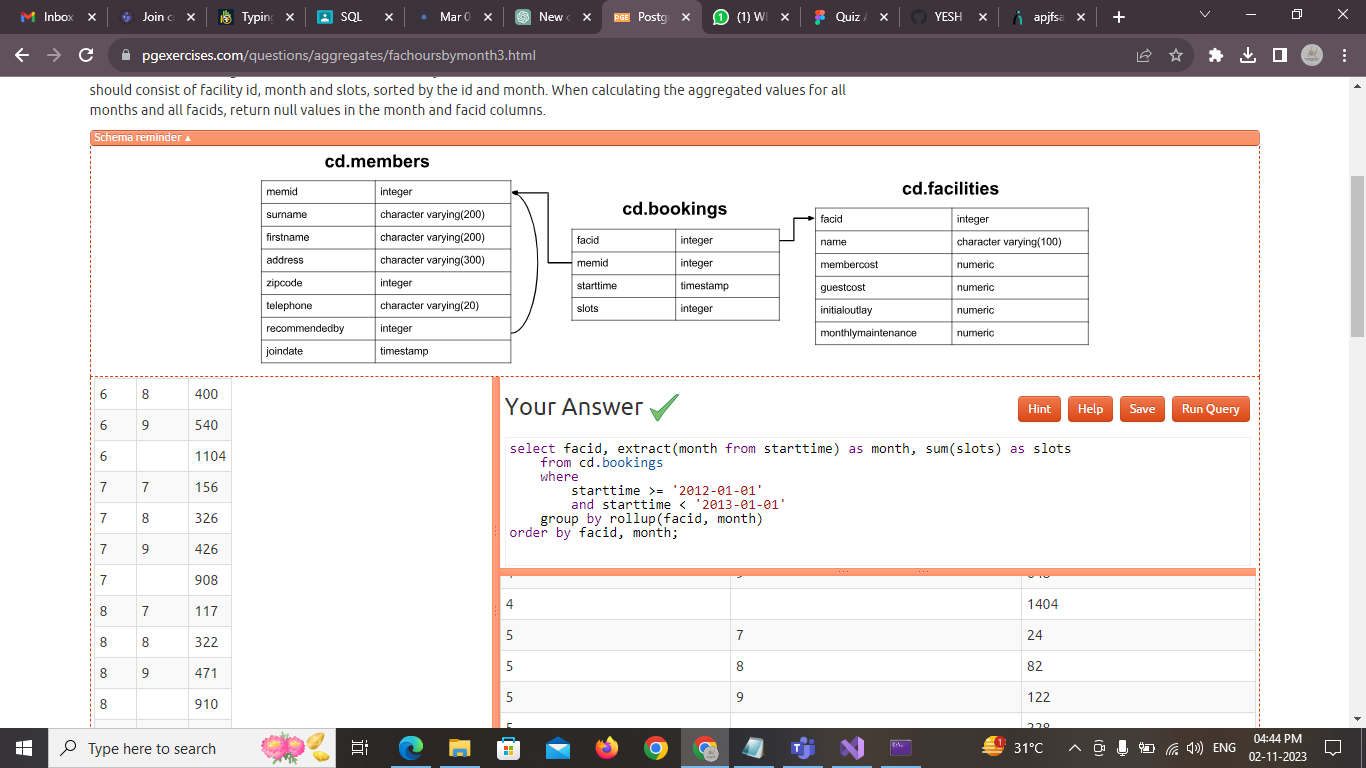 Inbox
Join c
Typing
SQL
Mar 0
New c
PGE
Postg
(1) W
Quiz
YESH
apjfsa
pgexercises.com/questions/aggregates/fachoursbymonth3.html
should consist of facility id, month and slots, sorted by the id and month. When calculating the aggregated values for all
months and all facids, return null values in the month and facid columns.
Schema reminder ▴
cd.members
memid integer
surname character varying(200)
firstname character varying(200)
address character varying(300)
zipcode integer
telephone character varying(20)
recommendedby integer
joindate timestamp
cd.bookings
facid integer
memid integer
starttime timestamp
slots integer
cd.facilities
facid integer
name character varying(100)
membercost numeric
guestcost numeric
initialoutlay numeric
monthlymaintenance numeric
6 8 400
6 9 540
6 1104
7 7 156
7 8 326
7 9 426
7 908
8 7 117
8 8 322
8 9 471
8 910
Your Answer
Hint
Help
Save
Run Query
select facid, extract(month from starttime) as month, sum(slots) as slots
from cd.bookings
where
starttime >= '2012-01-01'
and starttime < '2013-01-01'
group by rollup(facid, month)
order by facid, month;
4 1404
5 7 24
5 8 82
5 9 122
Type here to search
1
31°C
ENG
04:44 PM
02-11-2023